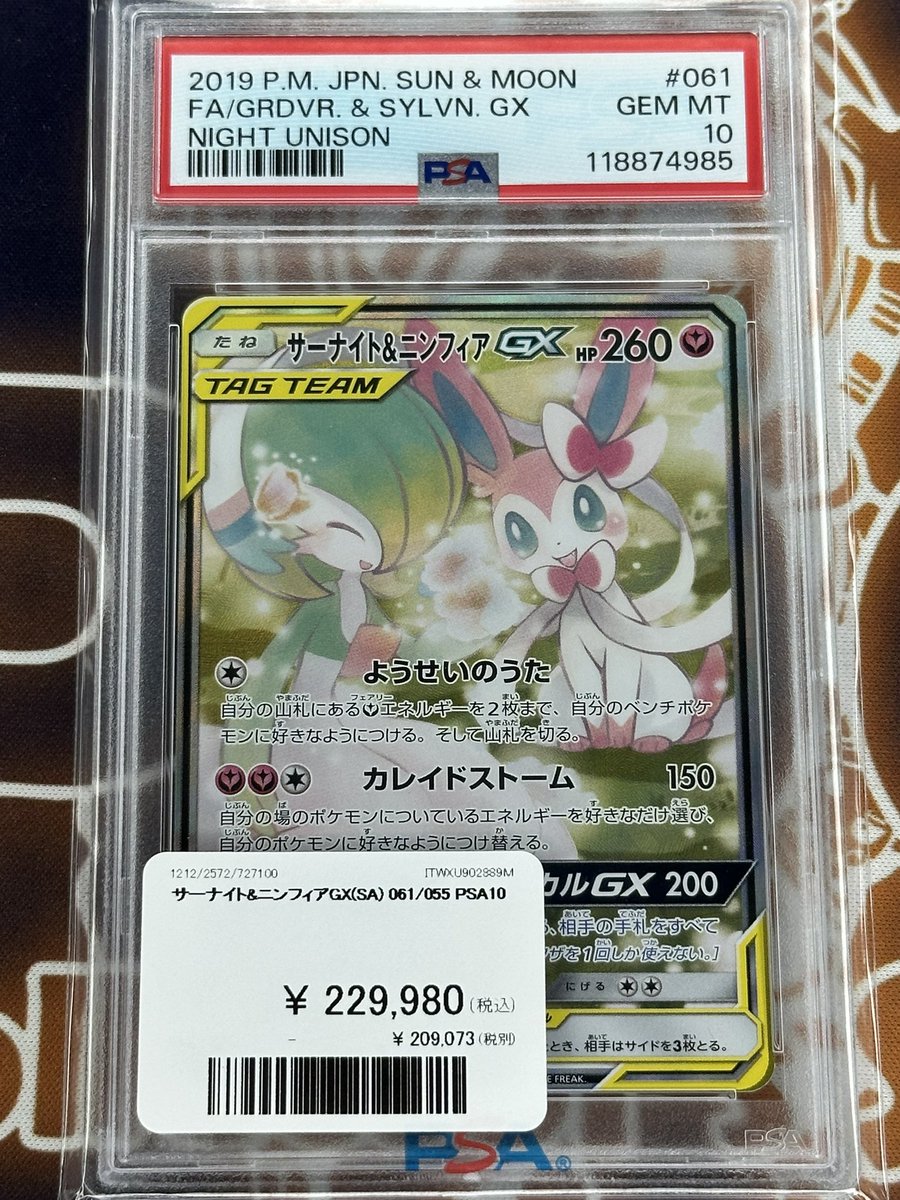 2019 P.M. JPN. SUN & MOON #061
FA/GRDVR. & SYLVN. GX GEM MT
NIGHT UNISON 10
118874985
PSA
たね サーナイト&ニンフィアGX HP260
TAG TEAM
ようせいのうた
自分の山札にあるエネルギーを2枚まで、自分のベンチポケ
モンに好きなようにつける。そして山札を切る。
カレイドストーム 150
自分の場のポケモンについているエネルギーを好きなだけ選び、
自分のポケモンに好きなようにつけ替える。
カルGX 200
、相手の手札をすべて
ザを1回しか使えない。]
にげる
とき、相手はサイドを3枚とる。
FREAK.
1212/2572/727100 ITWXU902889M
サーナイト&ニンフィアGX(SA) 061/055 PSA10
¥ 229,980(税込)
- ¥ 209,073(税別)
PSA®
PSA